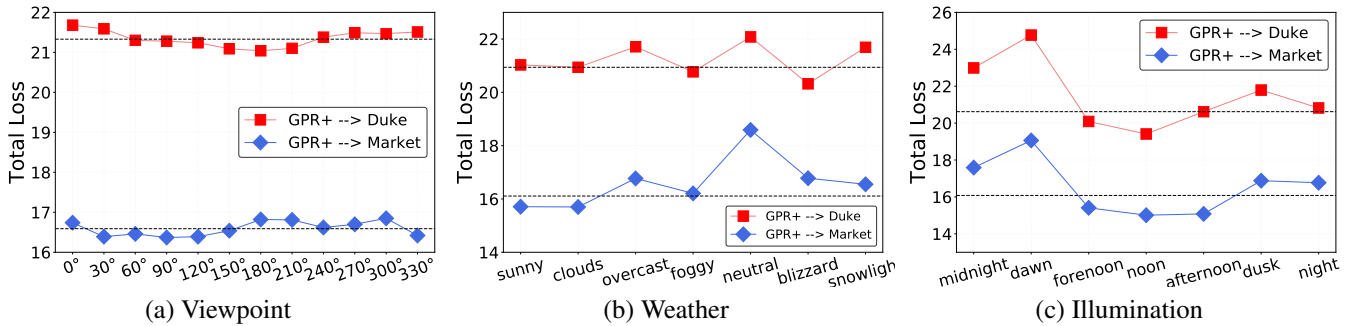 Total Loss
22
21
20
19
18
17
16
GPR+ --> Duke
GPR+ --> Market
0° 30° 60° 90° 120° 150° 180° 210° 240° 270° 300° 330°
(a) Viewpoint
Total Loss
22
20
18
16
14
GPR+ --> Duke
GPR+ --> Market
sunny clouds overcast foggy neutral blizzard snowligh
(b) Weather
Total Loss
26
24
22
20
18
16
14
GPR+ --> Duke
GPR+ --> Market
midnight dawn forenoon noon afternoon dusk night
(c) Illumination